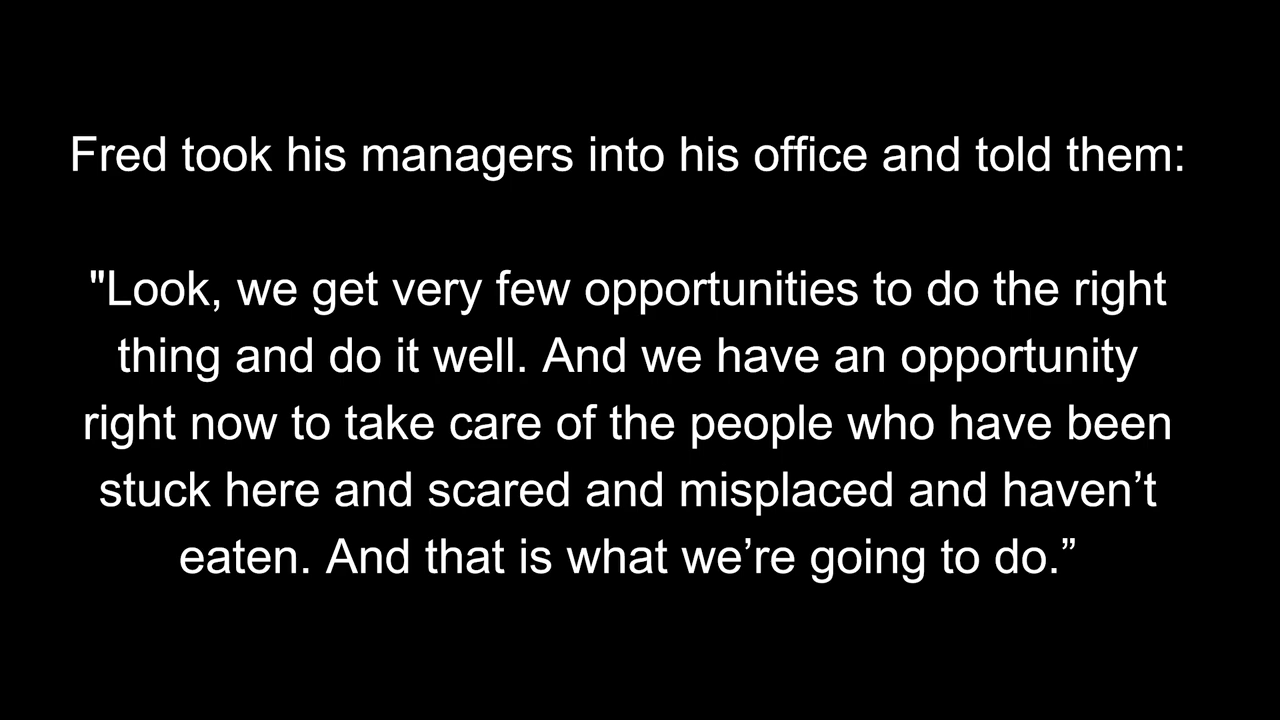 Fred took his managers into his office and told them:
"Look, we get very few opportunities to do the right
thing and do it well. And we have an opportunity
right now to take care of the people who have been
stuck here and scared and misplaced and haven’t
eaten. And that is what we’re going to do.”